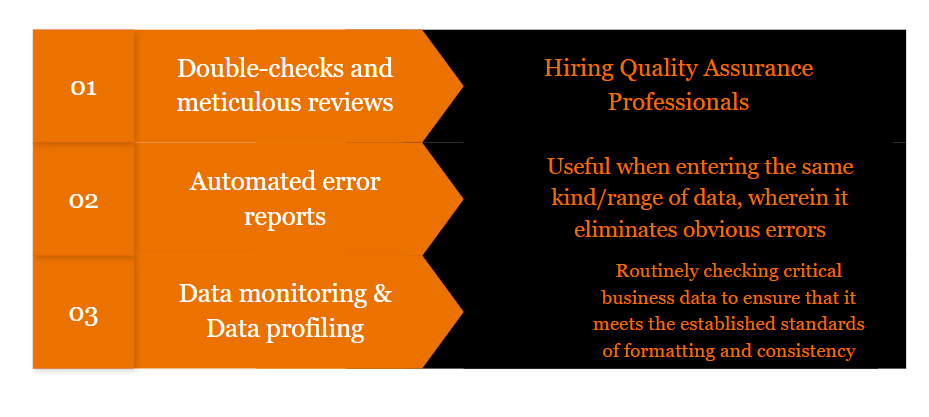 01
Double-checks and
meticulous reviews
Hiring Quality Assurance
Professionals
02
Automated error
reports
Useful when entering the same
kind/range of data, wherein it
eliminates obvious errors
03
Data monitoring &
Data profiling
Routinely checking critical
business data to ensure that it
meets the established standards
of formatting and consistency